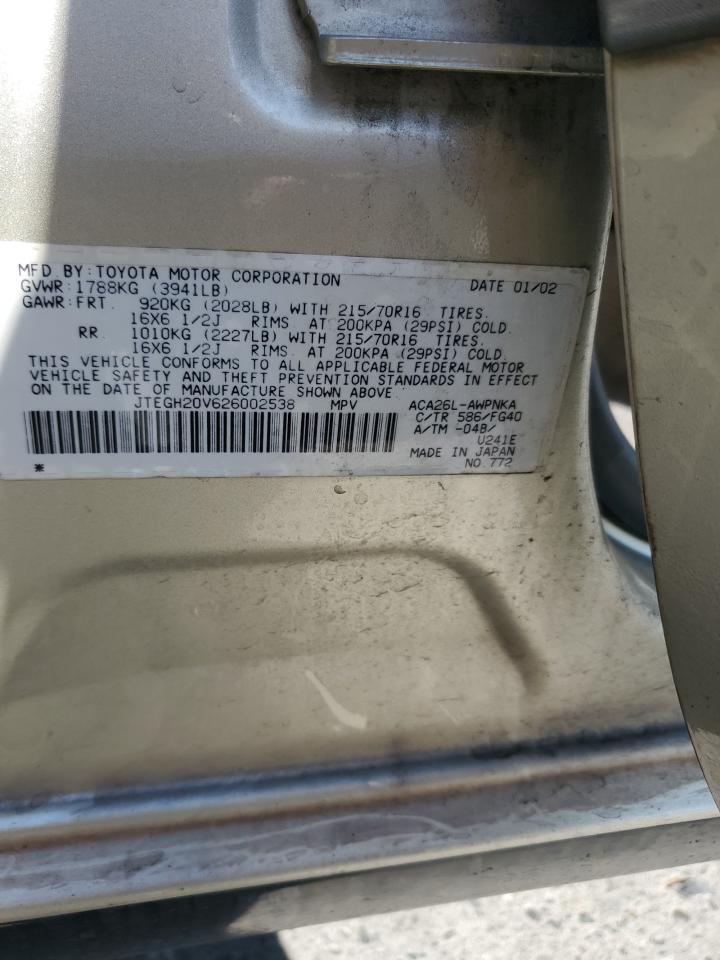 MFD BY:TOYOTA MOTOR CORPORATION DATE 01/02
GVWR:1788KG (3941LB)
GAWR:FRT. 920KG (2028LB) WITH 215/70R16 TIRES.
16X6 1/2J RIMS AT 200KPA (29PSI) COLD.
RR. 1010KG (2227LB) WITH 215/70R16 TIRES.
16X6 1/2J RIMS AT 200KPA (29PSI) COLD.
THIS VEHICLE CONFORMS TO ALL APPLICABLE FEDERAL MOTOR
VEHICLE SAFETY AND THEFT PREVENTION STANDARDS IN EFFECT
ON THE DATE OF MANUFACTURE SHOWN ABOVE.
JTEGH20V626002538 MPV ACA26L-AWPNKA
C/TR 586/FG40
A/TM -04B/
U241E
MADE IN JAPAN
* NO.772